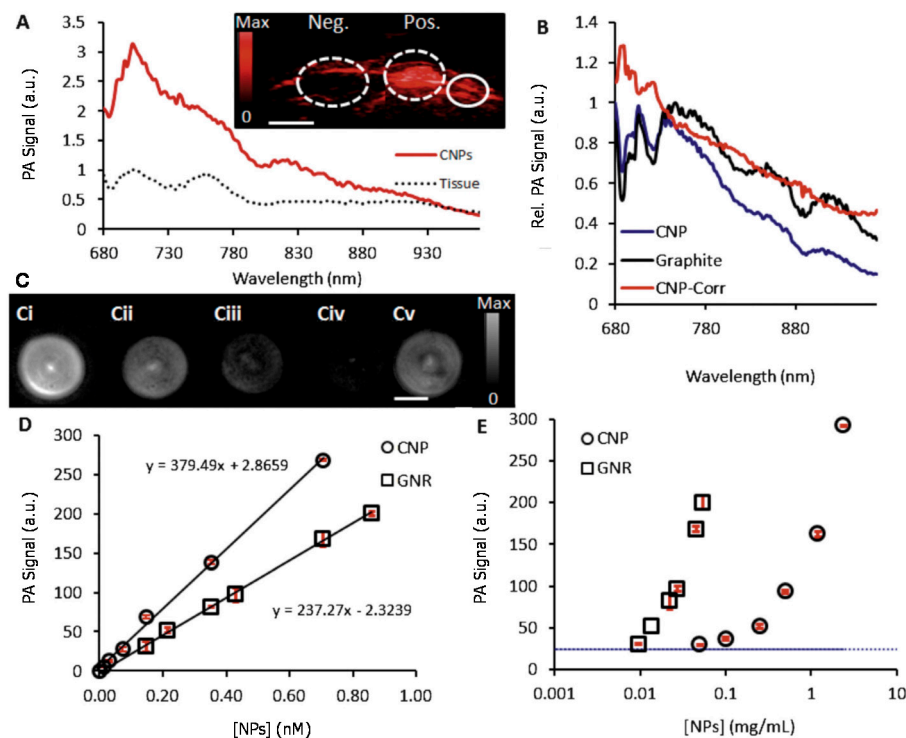 A
PA Signal (a.u.)
3.5
3
2.5
2
1.5
1
0.5
0
680 730 780 830 880 930
Wavelength (nm)
Max
0
Neg. Pos.
CNPs
Tissue
B
Rel. PA Signal (a.u.)
1.4
1.2
1
0.8
0.6
0.4
0.2
0
CNP
Graphite
CNP-Corr
680 780 880
Wavelength (nm)
C
Ci Cii Ciii Civ Cv
Max
0
D
PA Signal (a.u.)
300
250
200
150
100
50
0
CNP
GNR
y = 379.49x + 2.8659
y = 237.27x - 2.3239
0.00 0.20 0.40 0.60 0.80 1.00
[NPs] (nM)
E
PA Signal (a.u.)
300
250
200
150
100
50
0
CNP
GNR
0.001 0.01 0.1 1 10
[NPs] (mg/mL)